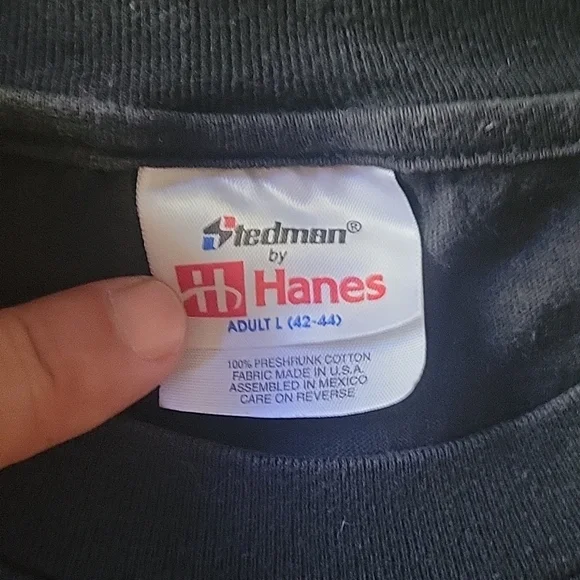 Stedman®
by
Hanes
ADULT L (42-44)
100% PRESHRUNK COTTON
FABRIC MADE IN U.S.A.
ASSEMBLED IN MEXICO
CARE ON REVERSE